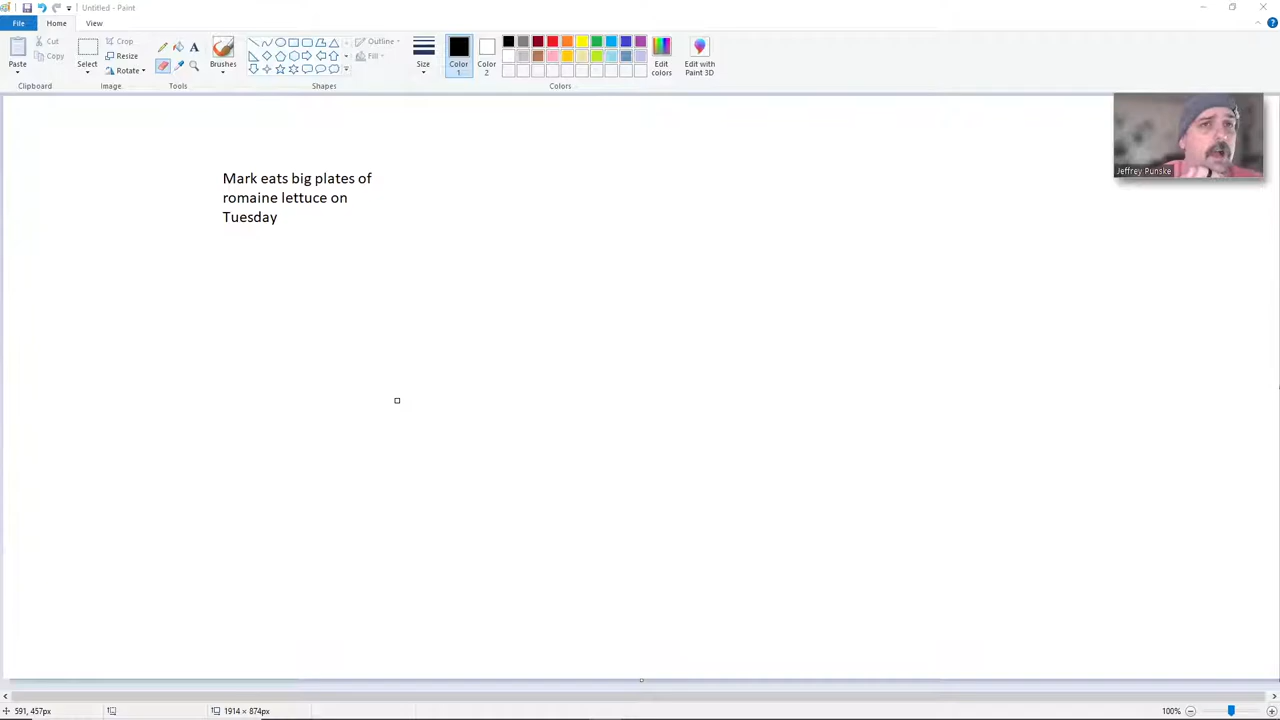 Untitled - Paint
File
Home
View
Paste
Cut
Copy
Clipboard
Select
Crop
Resize
Rotate
Image
A
Tools
Brushes
Outline
Fill
Shapes
Size
Color 1
Color 2
Edit colors
Colors
Edit with Paint 3D
Jeffrey Punske
Mark eats big plates of
romaine lettuce on
Tuesday
591, 457px
1914 × 874px
100%